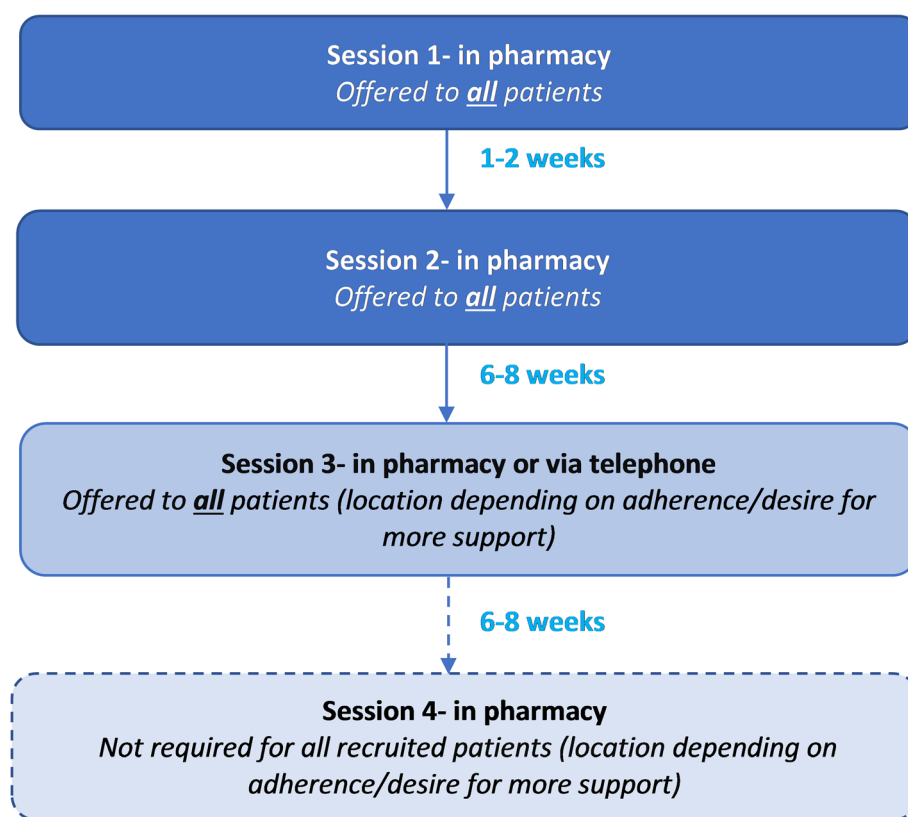 Session 1- in pharmacy
Offered to all patients
1-2 weeks
Session 2- in pharmacy
Offered to all patients
6-8 weeks
Session 3- in pharmacy or via telephone
Offered to all patients (location depending on adherence/desire for
more support)
6-8 weeks
Session 4- in pharmacy
Not required for all recruited patients (location depending on
adherence/desire for more support)